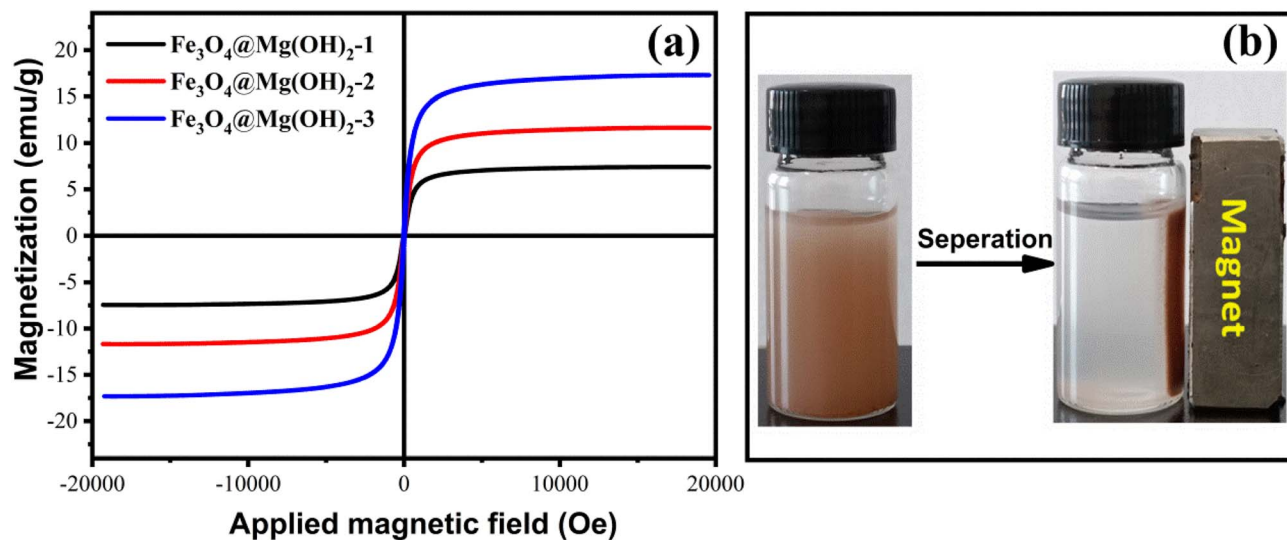 (a)
Fe₃O₄@Mg(OH)₂-1
Fe₃O₄@Mg(OH)₂-2
Fe₃O₄@Mg(OH)₂-3
Magnetization (emu/g)
20
15
10
5
0
-5
-10
-15
-20
-20000 -10000 0 10000 20000
Applied magnetic field (Oe)
(b)
Seperation
Magnet